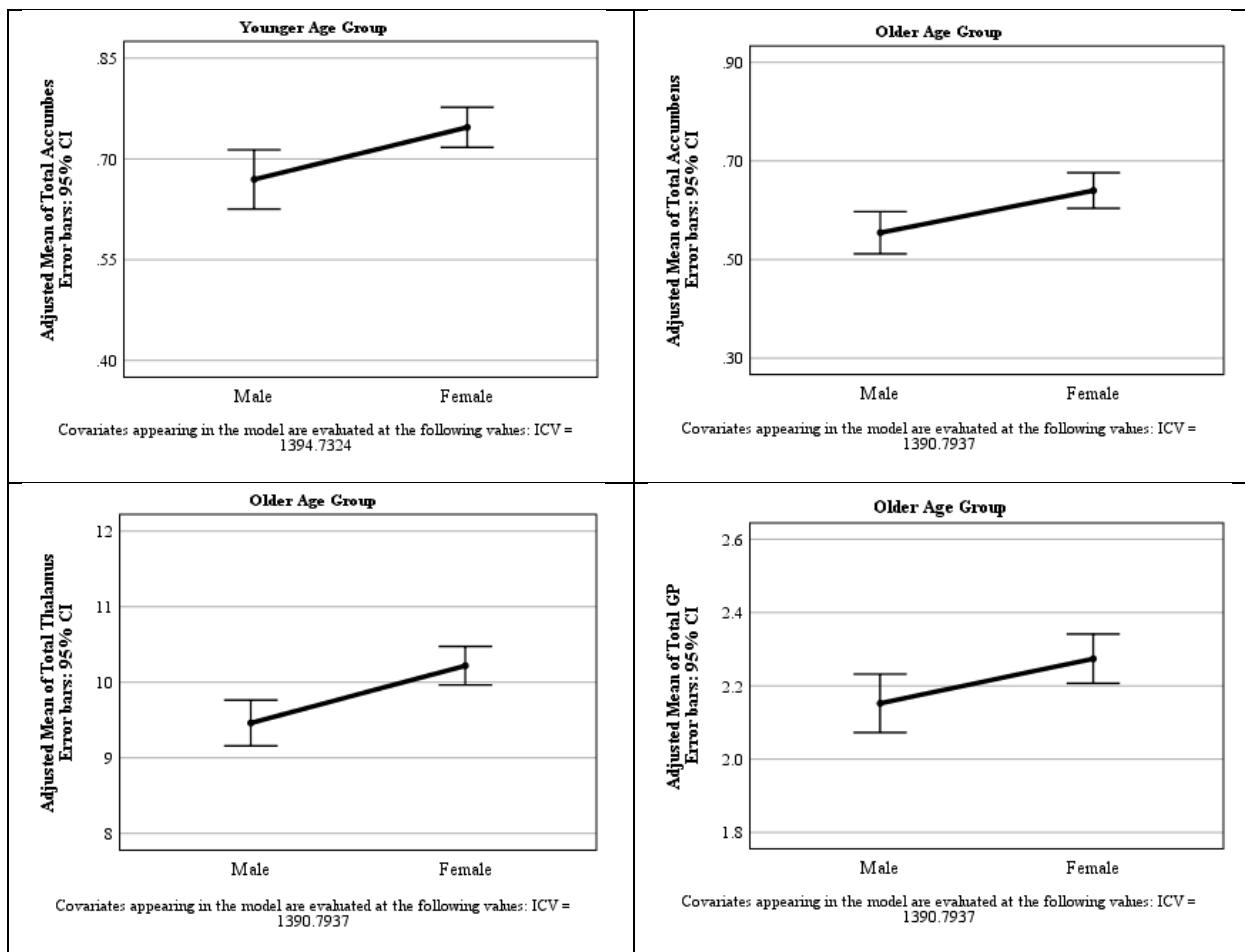 Younger Age Group
Adjusted Mean of Total Accumbes
Error bars: 95% CI
.85
.70
.55
.40
Male Female
Covariates appearing in the model are evaluated at the following values: ICV =
1394.7324
Older Age Group
Adjusted Mean of Total Accumbens
Error bars: 95% CI
.90
.70
.50
.30
Male Female
Covariates appearing in the model are evaluated at the following values: ICV =
1390.7937
Older Age Group
Adjusted Mean of Total Thalamus
Error bars: 95% CI
12
11
10
9
8
Male Female
Covariates appearing in the model are evaluated at the following values: ICV =
1390.7937
Older Age Group
Adjusted Mean of Total GP
Error bars: 95% CI
2.6
2.4
2.2
2.0
1.8
Male Female
Covariates appearing in the model are evaluated at the following values: ICV =
1390.7937